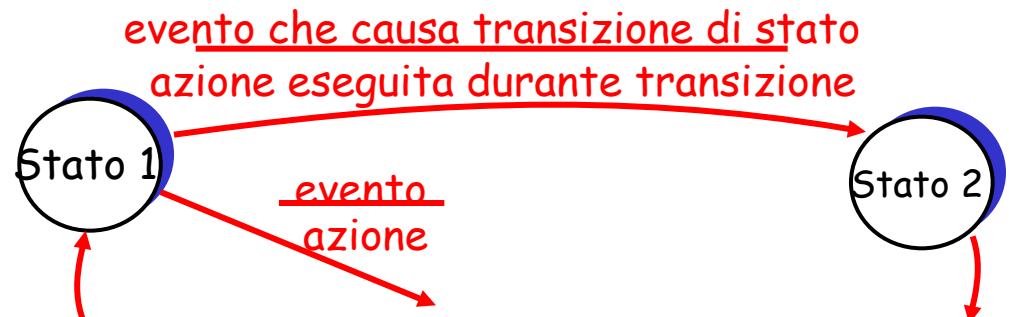 evento che causa transizione di stato
azione eseguita durante transizione
Stato 1
evento
azione
Stato 2